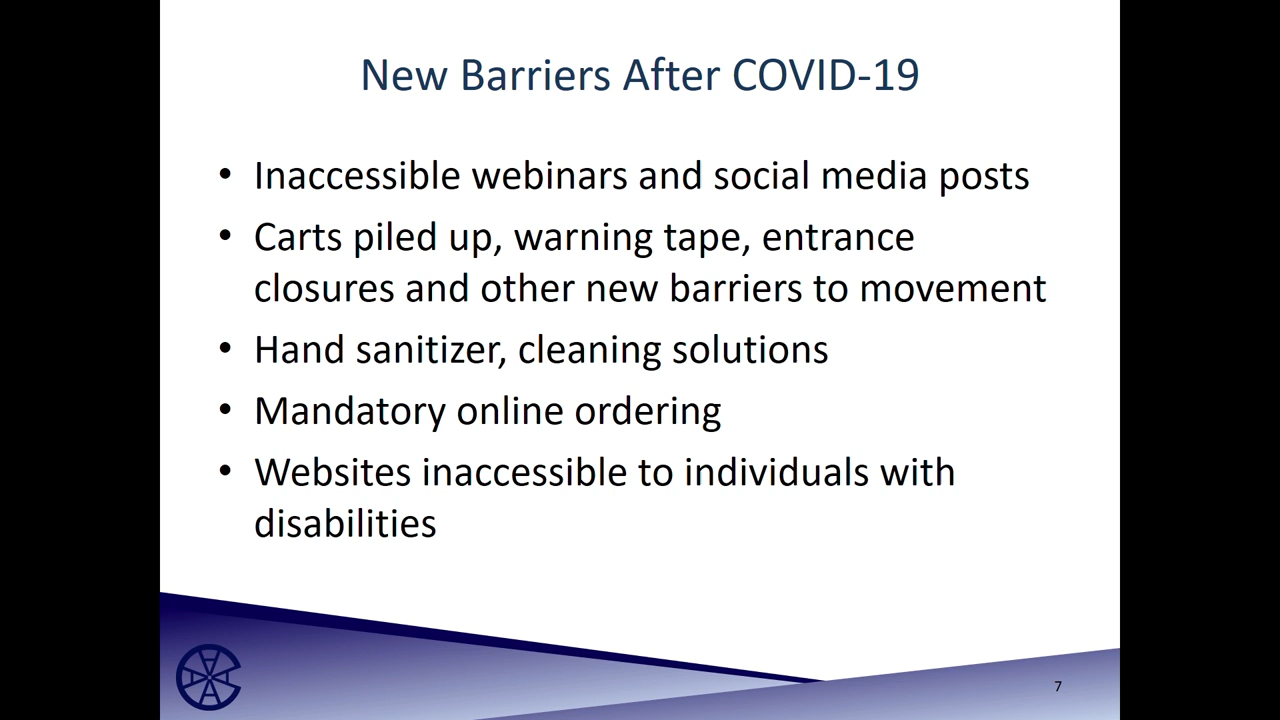 New Barriers After COVID-19
• Inaccessible webinars and social media posts
• Carts piled up, warning tape, entrance
closures and other new barriers to movement
• Hand sanitizer, cleaning solutions
• Mandatory online ordering
• Websites inaccessible to individuals with
disabilities
7